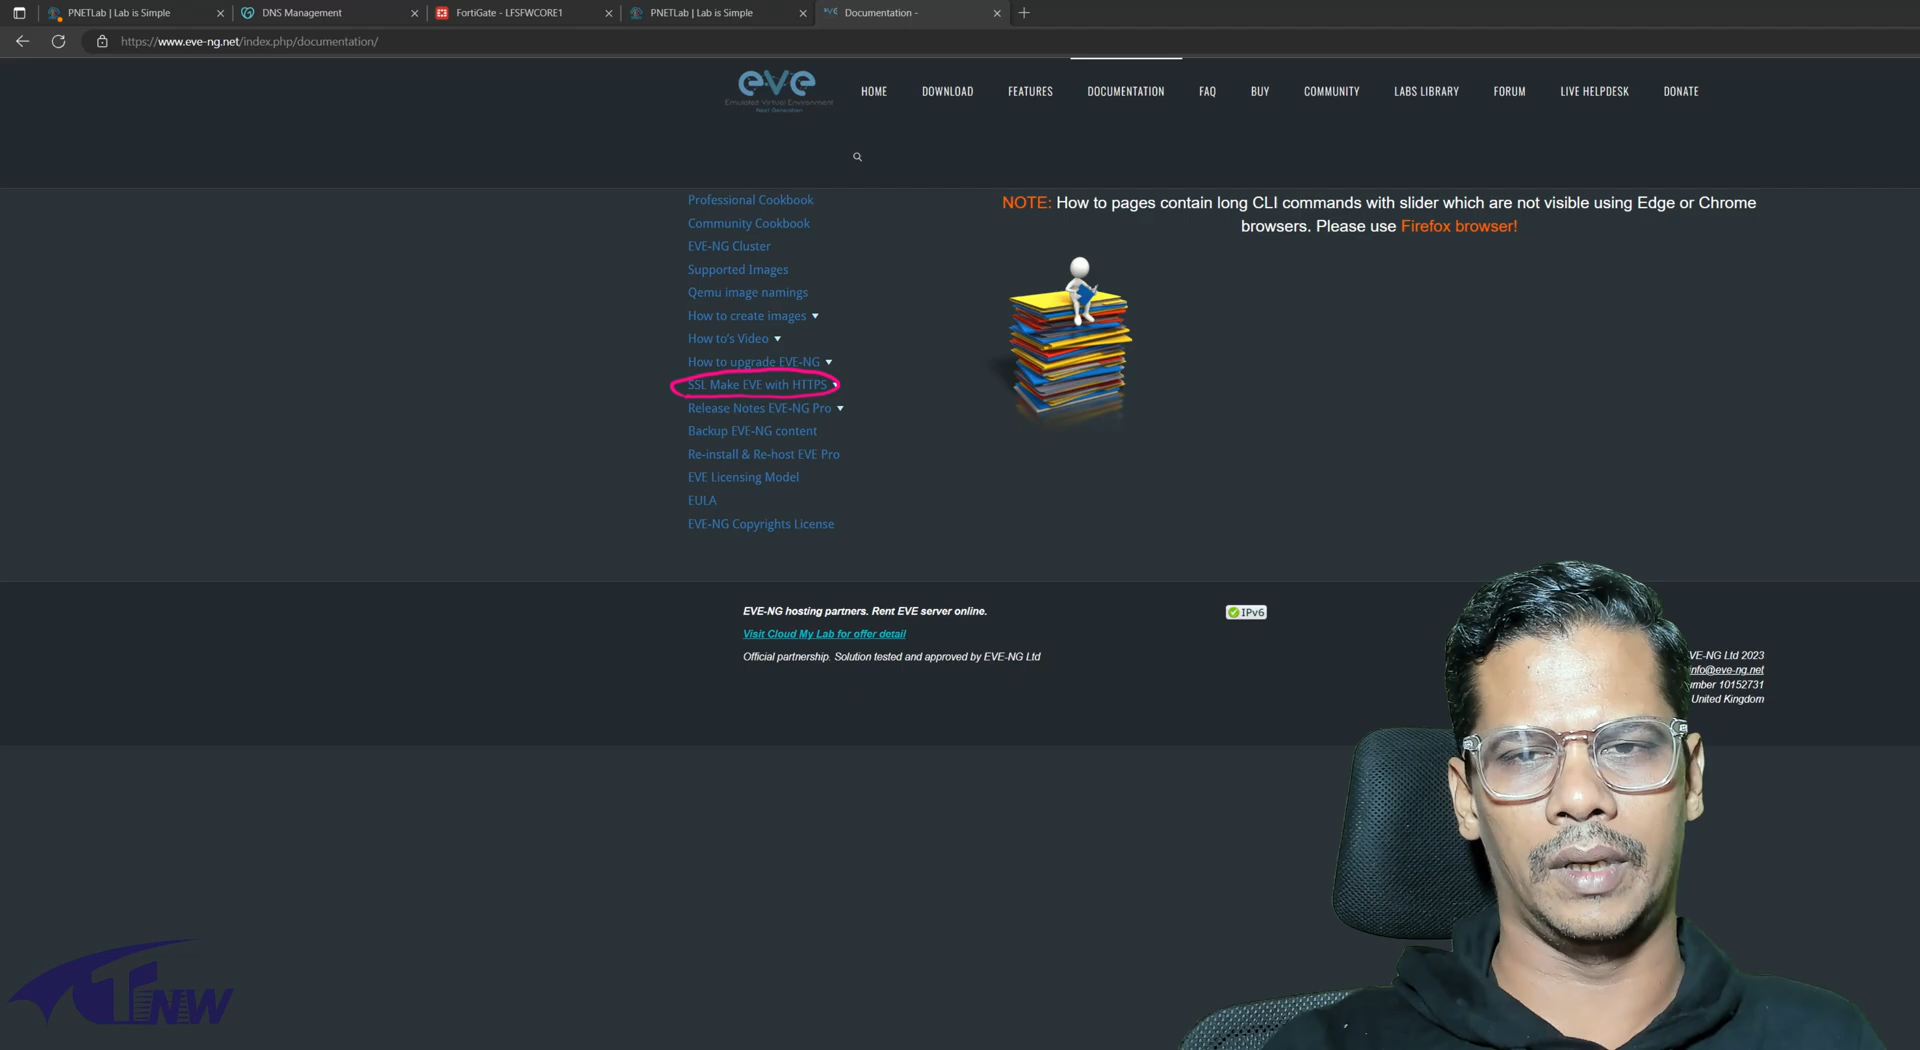 PNETLab | Lab is Simple
DNS Management
FortiGate - LFSFWCORE1
PNETLab | Lab is Simple
Documentation -
https://www.eve-ng.net/index.php/documentation/
eve
Emulated Virtual Environment
Next Generation
HOME
DOWNLOAD
FEATURES
DOCUMENTATION
FAQ
BUY
COMMUNITY
LABS LIBRARY
FORUM
LIVE HELPDESK
DONATE
Professional Cookbook
Community Cookbook
EVE-NG Cluster
Supported Images
Qemu image namings
How to create images
How to's Video
How to upgrade EVE-NG
SSL Make EVE with HTTPS
Release Notes EVE-NG Pro
Backup EVE-NG content
Re-install & Re-host EVE Pro
EVE Licensing Model
EULA
EVE-NG Copyrights License
NOTE: How to pages contain long CLI commands with slider which are not visible using Edge or Chrome
browsers. Please use Firefox browser!
EVE-NG hosting partners. Rent EVE server online.
Visit Cloud My Lab for offer detail
Official partnership. Solution tested and approved by EVE-NG Ltd
IPv6
VE-NG Ltd 2023
nfo@eve-ng.net
mber 10152731
United Kingdom
TNW